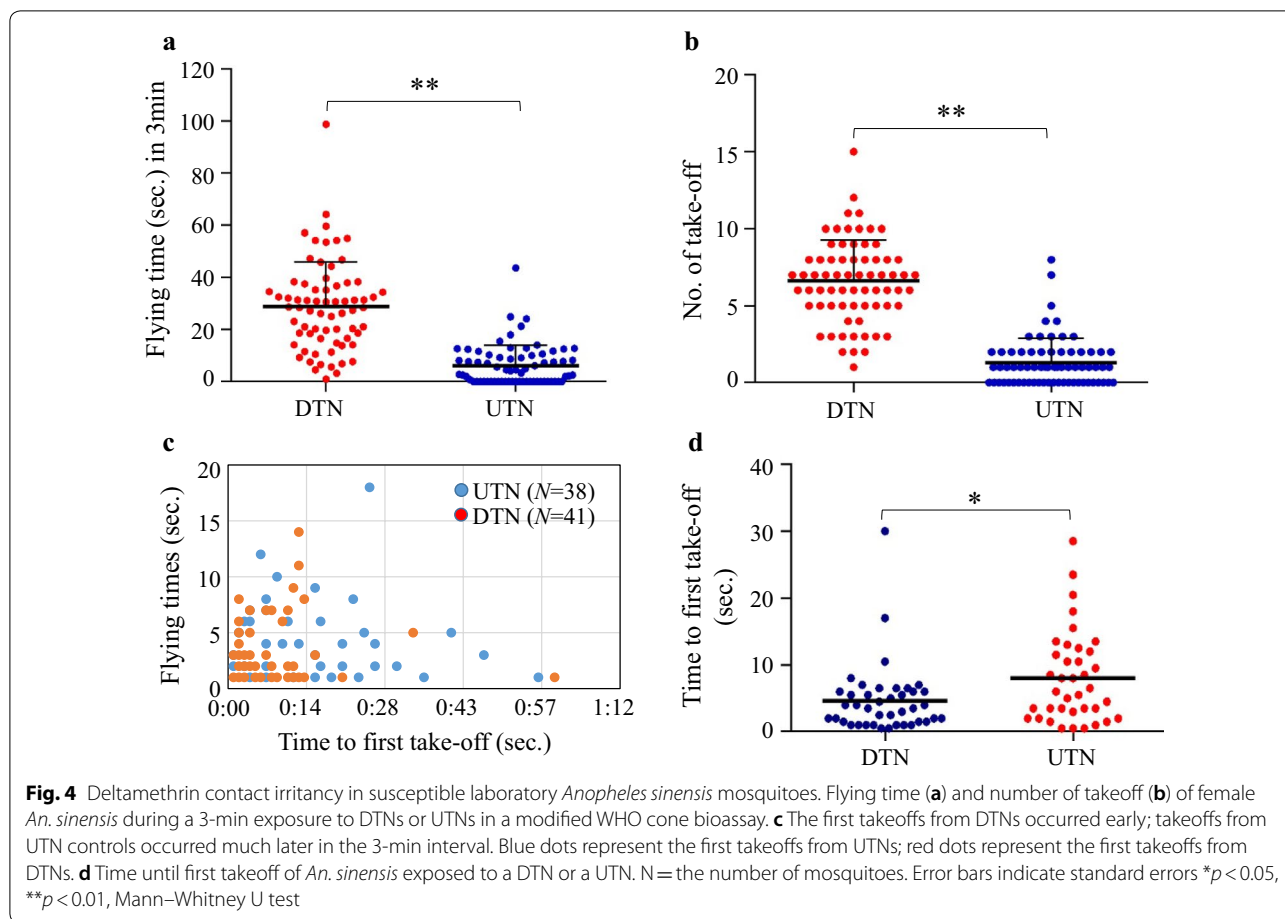 a
120
100
80
60
40
20
0
Flying time (sec.) in 3min
**
DTN
UTN
b
20
15
10
5
0
No. of take-off
**
DTN
UTN
c
20
15
10
5
0
Flying times (sec.)
UTN (N=38)
DTN (N=41)
0:00 0:14 0:28 0:43 0:57 1:12
Time to first take-off (sec.)
d
40
30
20
10
0
Time to first take-off
(sec.)
*
DTN
UTN
Fig. 4 Deltamethrin contact irritancy in susceptible laboratory Anopheles sinensis mosquitoes. Flying time (a) and number of takeoff (b) of female
An. sinensis during a 3-min exposure to DTNs or UTNs in a modified WHO cone bioassay. c The first takeoffs from DTNs occurred early; takeoffs from
UTN controls occurred much later in the 3-min interval. Blue dots represent the first takeoffs from UTNs; red dots represent the first takeoffs from
DTNs. d Time until first takeoff of An. sinensis exposed to a DTN or a UTN. N = the number of mosquitoes. Error bars indicate standard errors *p < 0.05,
**p < 0.01, Mann–Whitney U test